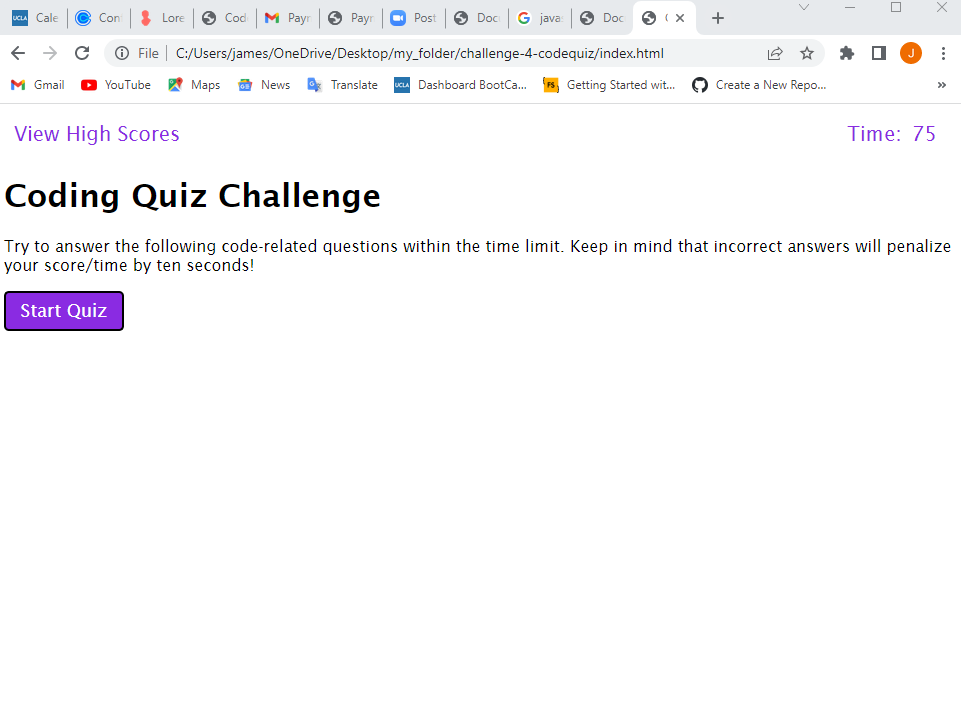 UCLA Cale Con Lore Cod Payr Payr Post Doc G java Doc
File C:/Users/james/OneDrive/Desktop/my_folder/challenge-4-codequiz/index.html J
Gmail YouTube Maps News Translate UCLA Dashboard BootCa... FS Getting Started wit... Create a New Repo... »
View High Scores Time: 75
Coding Quiz Challenge
Try to answer the following code-related questions within the time limit. Keep in mind that incorrect answers will penalize
your score/time by ten seconds!
Start Quiz